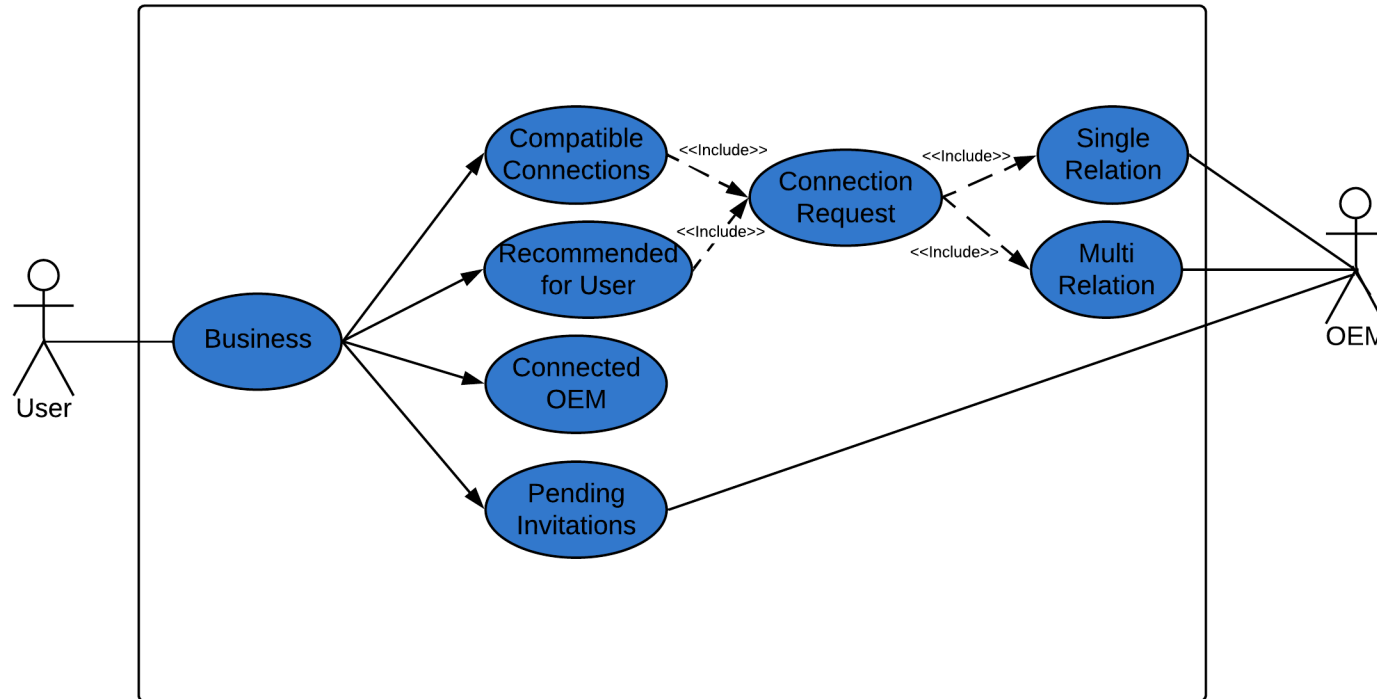 Compatible
Connections
<<Include>>
Connection
Request
<<Include>>
Single
Relation
Recommended
for User
<<Include>>
<<Include>>
Multi
Relation
Business
User
Connected
OEM
OEM
Pending
Invitations